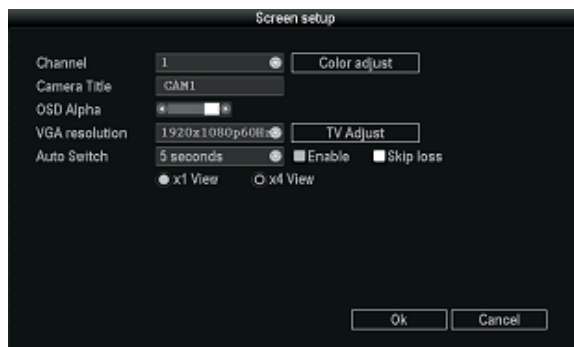 Screen setup
Channel 1 Color adjust
Camera Title CAM1
OSD Alpha
VGA resolution 1920x1080p60Hz TV Adjust
Auto Switch 5 seconds Enable Skip loss
x1 View x4 View
Ok Cancel